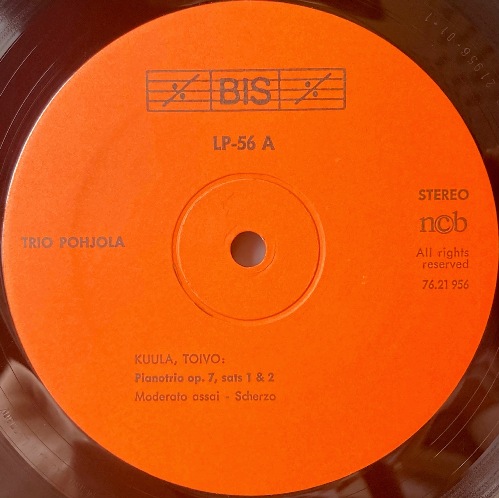 BIS
LP-56 A
STEREO
ncb
TRIO POHJOLA
All rights
reserved
76.21 956
KUULA, TOIVO:
Pianotrio op. 7, sats 1 & 2
Moderato assai - Scherzo